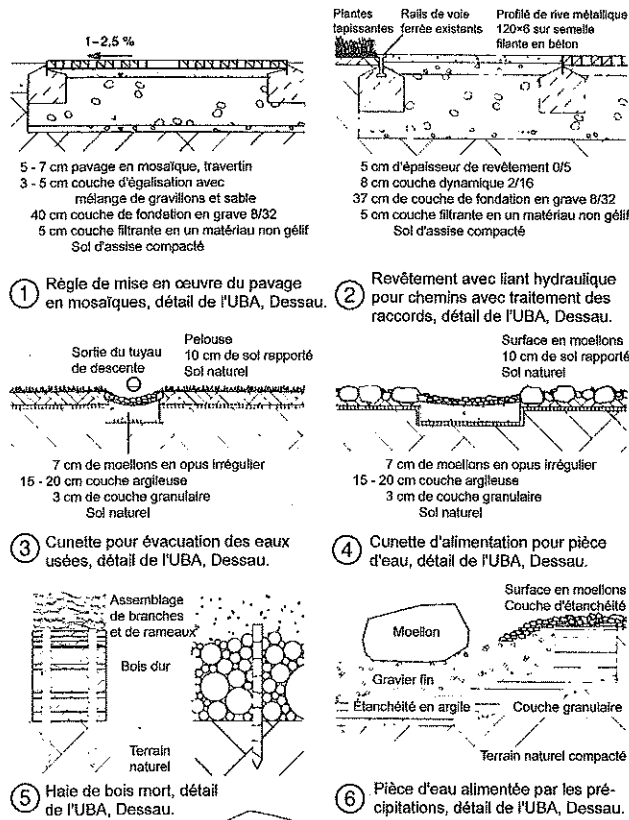 1–2,5 %
5 - 7 cm pavage en mosaïque, travertin
3 - 5 cm couche d'égalisation avec
mélange de gravillons et sable
40 cm couche de fondation en grave 8/32
5 cm couche filtrante en un matériau non gélif
Sol d'assise compacté
① Règle de mise en œuvre du pavage
en mosaïques, détail de l'UBA, Dessau.
Plantes
tapissantes
Rails de voie
ferrée existants
Profilé de rive métallique
120×6 sur semelle
filante en béton
5 cm d'épaisseur de revêtement 0/5
8 cm couche dynamique 2/16
37 cm de couche de fondation en grave 8/32
5 cm couche filtrante en un matériau non gélif
Sol d'assise compacté
② Revêtement avec liant hydraulique
pour chemins avec traitement des
raccords, détail de l'UBA, Dessau.
Sortie du tuyau
de descente
Pelouse
10 cm de sol rapporté
Sol naturel
7 cm de moellons en opus irrégulier
15 - 20 cm couche argileuse
3 cm de couche granulaire
Sol naturel
③ Cunette pour évacuation des eaux
usées, détail de l'UBA, Dessau.
Surface en moellons
10 cm de sol rapporté
Sol naturel
7 cm de moellons en opus irrégulier
15 - 20 cm couche argileuse
3 cm de couche granulaire
Sol naturel
④ Cunette d'alimentation pour pièce
d'eau, détail de l'UBA, Dessau.
Assemblage
de branches
et de rameaux
Bois dur
Terrain
naturel
⑤ Haie de bois mort, détail
de l'UBA, Dessau.
Surface en moellons
Couche d'étanchéité
Moellon
Gravier fin
Étanchéité en argile
Couche granulaire
Terrain naturel compacté
⑥ Pièce d'eau alimentée par les pré-
cipitations, détail de l'UBA, Dessau.